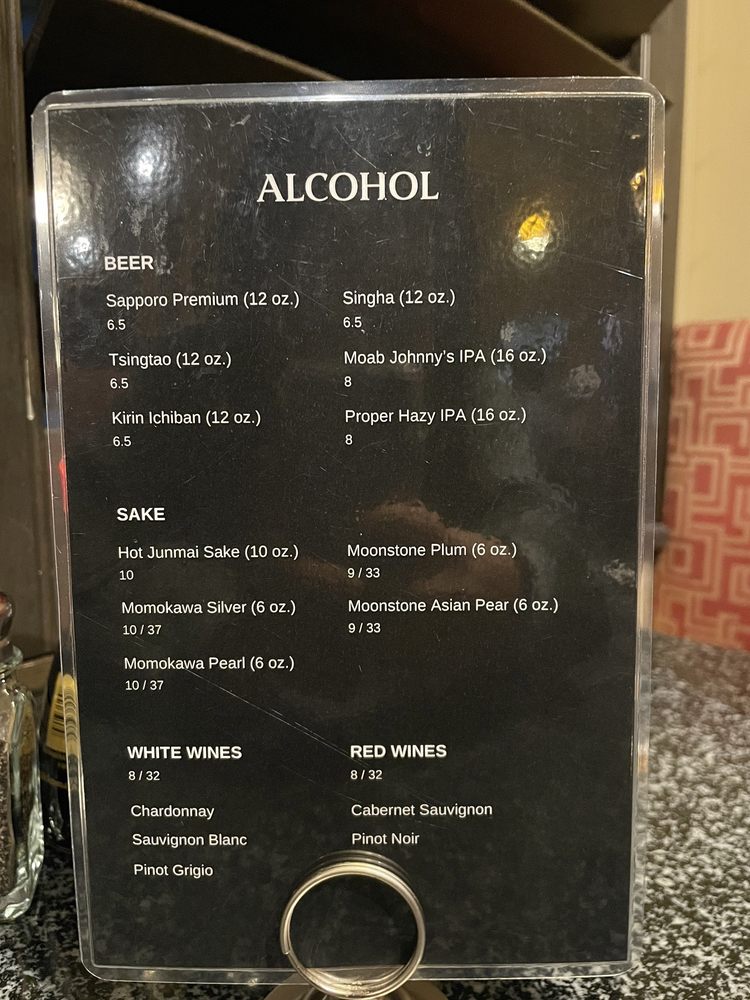 ALCOHOL
BEER
Sapporo Premium (12 oz.)
6.5
Tsingtao (12 oz.)
6.5
Kirin Ichiban (12 oz.)
6.5
Singha (12 oz.)
6.5
Moab Johnny's IPA (16 oz.)
8
Proper Hazy IPA (16 oz.)
8
SAKE
Hot Junmai Sake (10 oz.)
10
Momokawa Silver (6 oz.)
10 / 37
Momokawa Pearl (6 oz.)
10 / 37
Moonstone Plum (6 oz.)
9 / 33
Moonstone Asian Pear (6 oz.)
9 / 33
WHITE WINES
8 / 32
Chardonnay
Sauvignon Blanc
Pinot Grigio
RED WINES
8 / 32
Cabernet Sauvignon
Pinot Noir